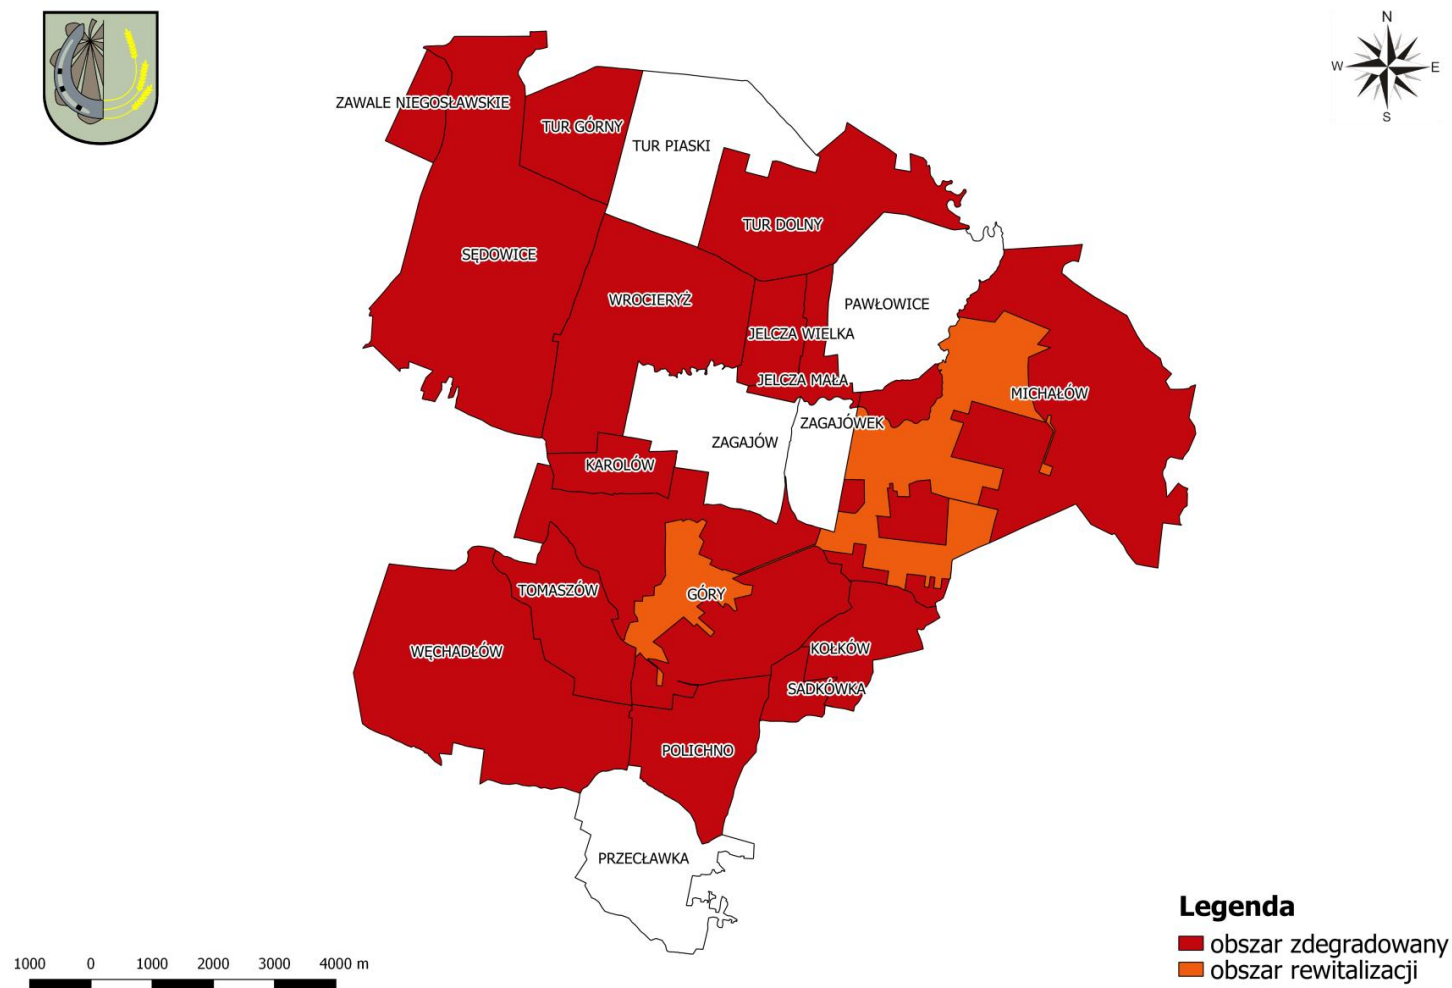 N
W
E
S
ZAWALE NIEGOSŁAWSKIE
TUR GÓRNY
TUR PIASKI
TUR DOLNY
SĘDOWICE
WROCIERYŻ
PAWŁOWICE
JELCZA WIELKA
JELCZA MAŁA
MICHAŁÓW
ZAGAJÓWEK
ZAGAJÓW
KAROLÓW
TOMASZÓW
GÓRY
WĘCHADŁÓW
KOŁKÓW
SADKÓWKA
POLICHNO
PRZECŁAWKA
Legenda
obszar zdegradowany
obszar rewitalizacji
1000 0 1000 2000 3000 4000 m